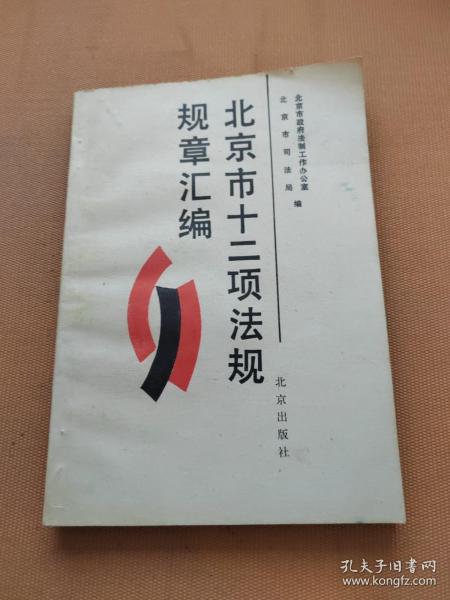 北京市政府法制工作办公室
北京市司法局 编
北京市十二项法规
规章汇编
北京出版社
孔夫子旧书网
www.kongfz.com